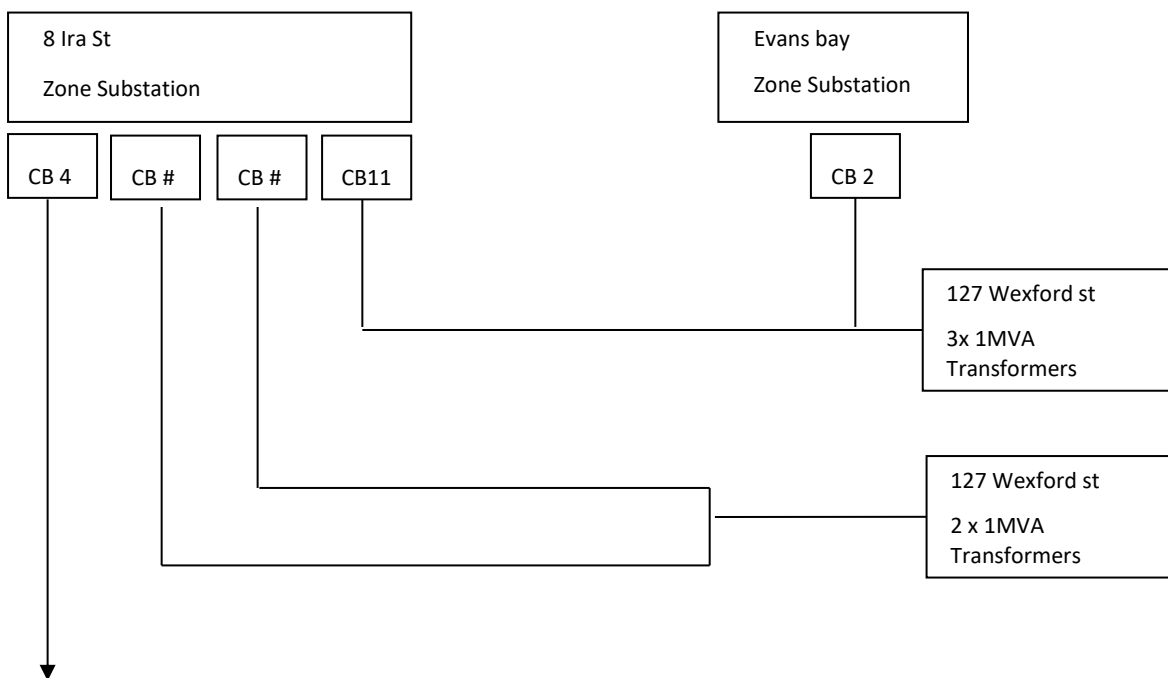 8 Ira St
Zone Substation
Evans bay
Zone Substation
CB 4
CB #
CB #
CB11
CB 2
127 Wexford st
3x 1MVA
Transformers
127 Wexford st
2 x 1MVA
Transformers